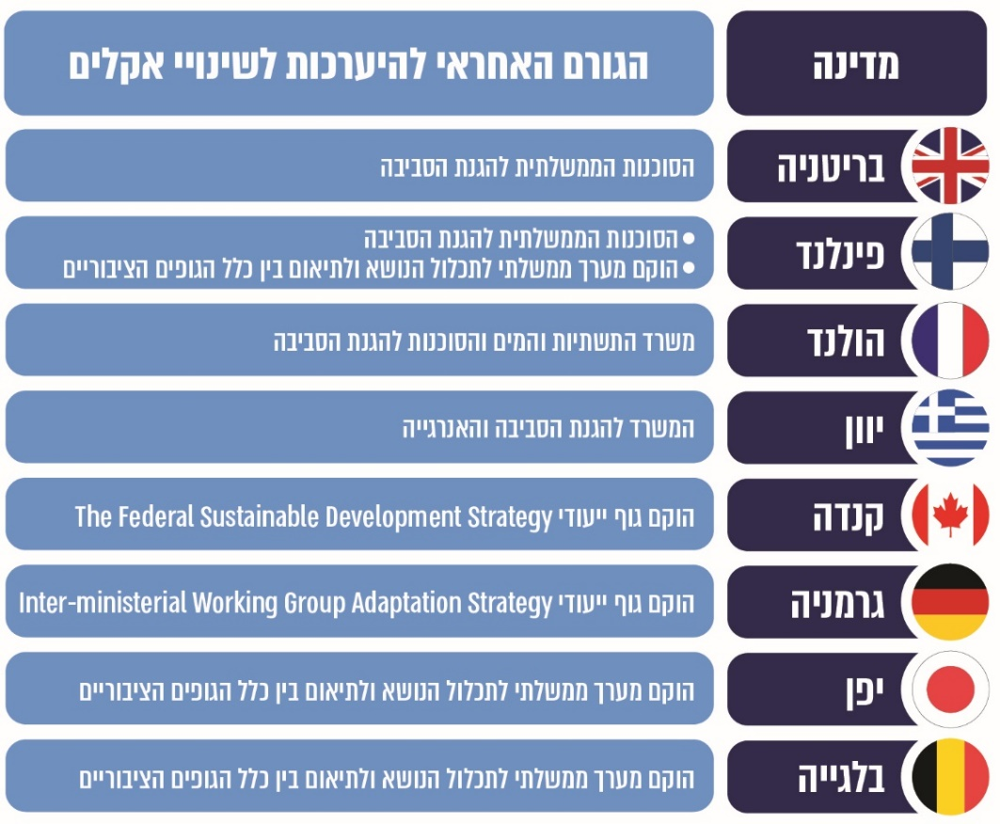 מדינה
הגורם האחראי להיערכות לשינויי אקלים
בריטניה
הסוכנות הממשלתית להגנת הסביבה
פינלנד
• הסוכנות הממשלתית להגנת הסביבה
• הוקם מערך ממשלתי לתכלול הנושא ולתיאום בין כלל הגופים הציבוריים
הולנד
משרד התשתיות והמים והסוכנות להגנת הסביבה
יוון
המשרד להגנת הסביבה והאנרגייה
קנדה
הוקם גוף ייעודי The Federal Sustainable Development Strategy
גרמניה
הוקם גוף ייעודי Inter-ministerial Working Group Adaptation Strategy
יפן
הוקם מערך ממשלתי לתכלול הנושא ולתיאום בין כלל הגופים הציבוריים
בלגייה
הוקם מערך ממשלתי לתכלול הנושא ולתיאום בין כלל הגופים הציבוריים